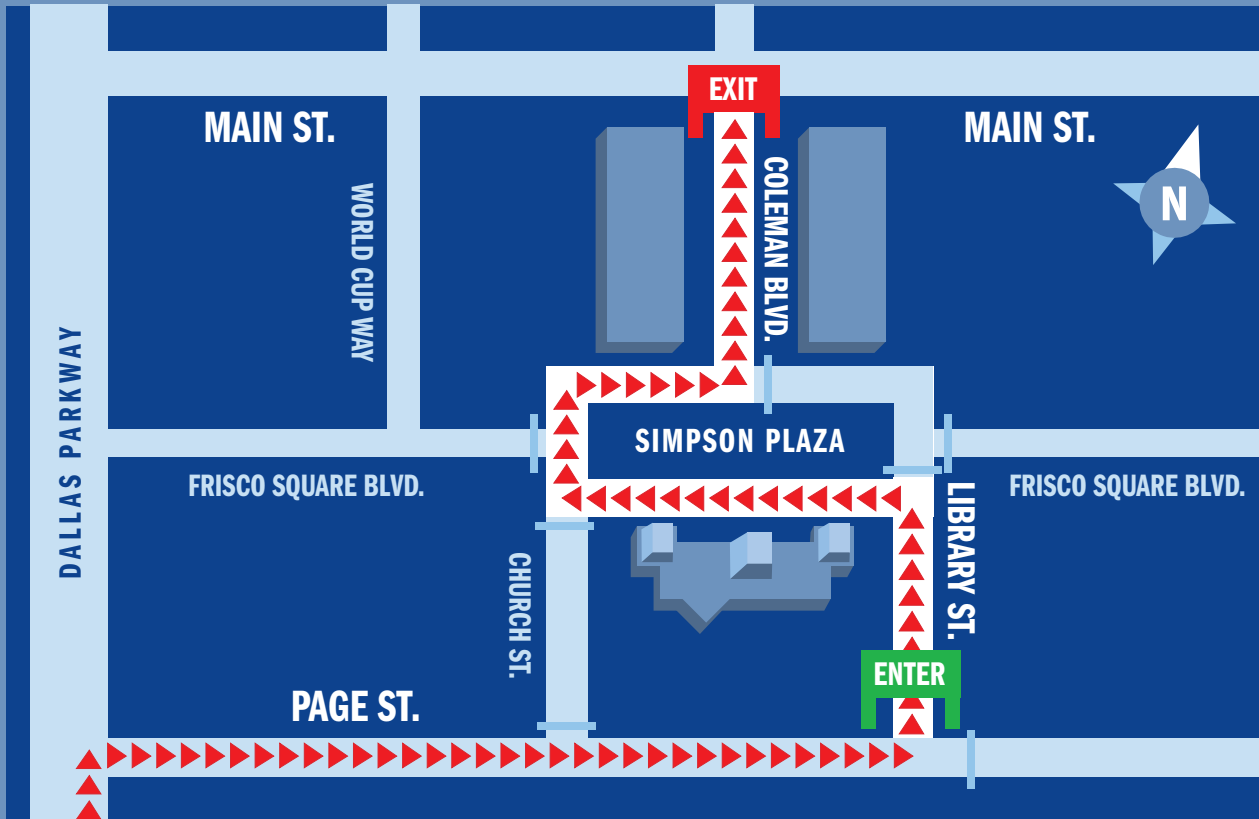 EXIT
MAIN ST.
MAIN ST.
COLEMAN BLVD.
WORLD CUP WAY
N
DALLAS PARKWAY
SIMPSON PLAZA
FRISCO SQUARE BLVD.
FRISCO SQUARE BLVD.
LIBRARY ST.
CHURCH ST.
ENTER
PAGE ST.